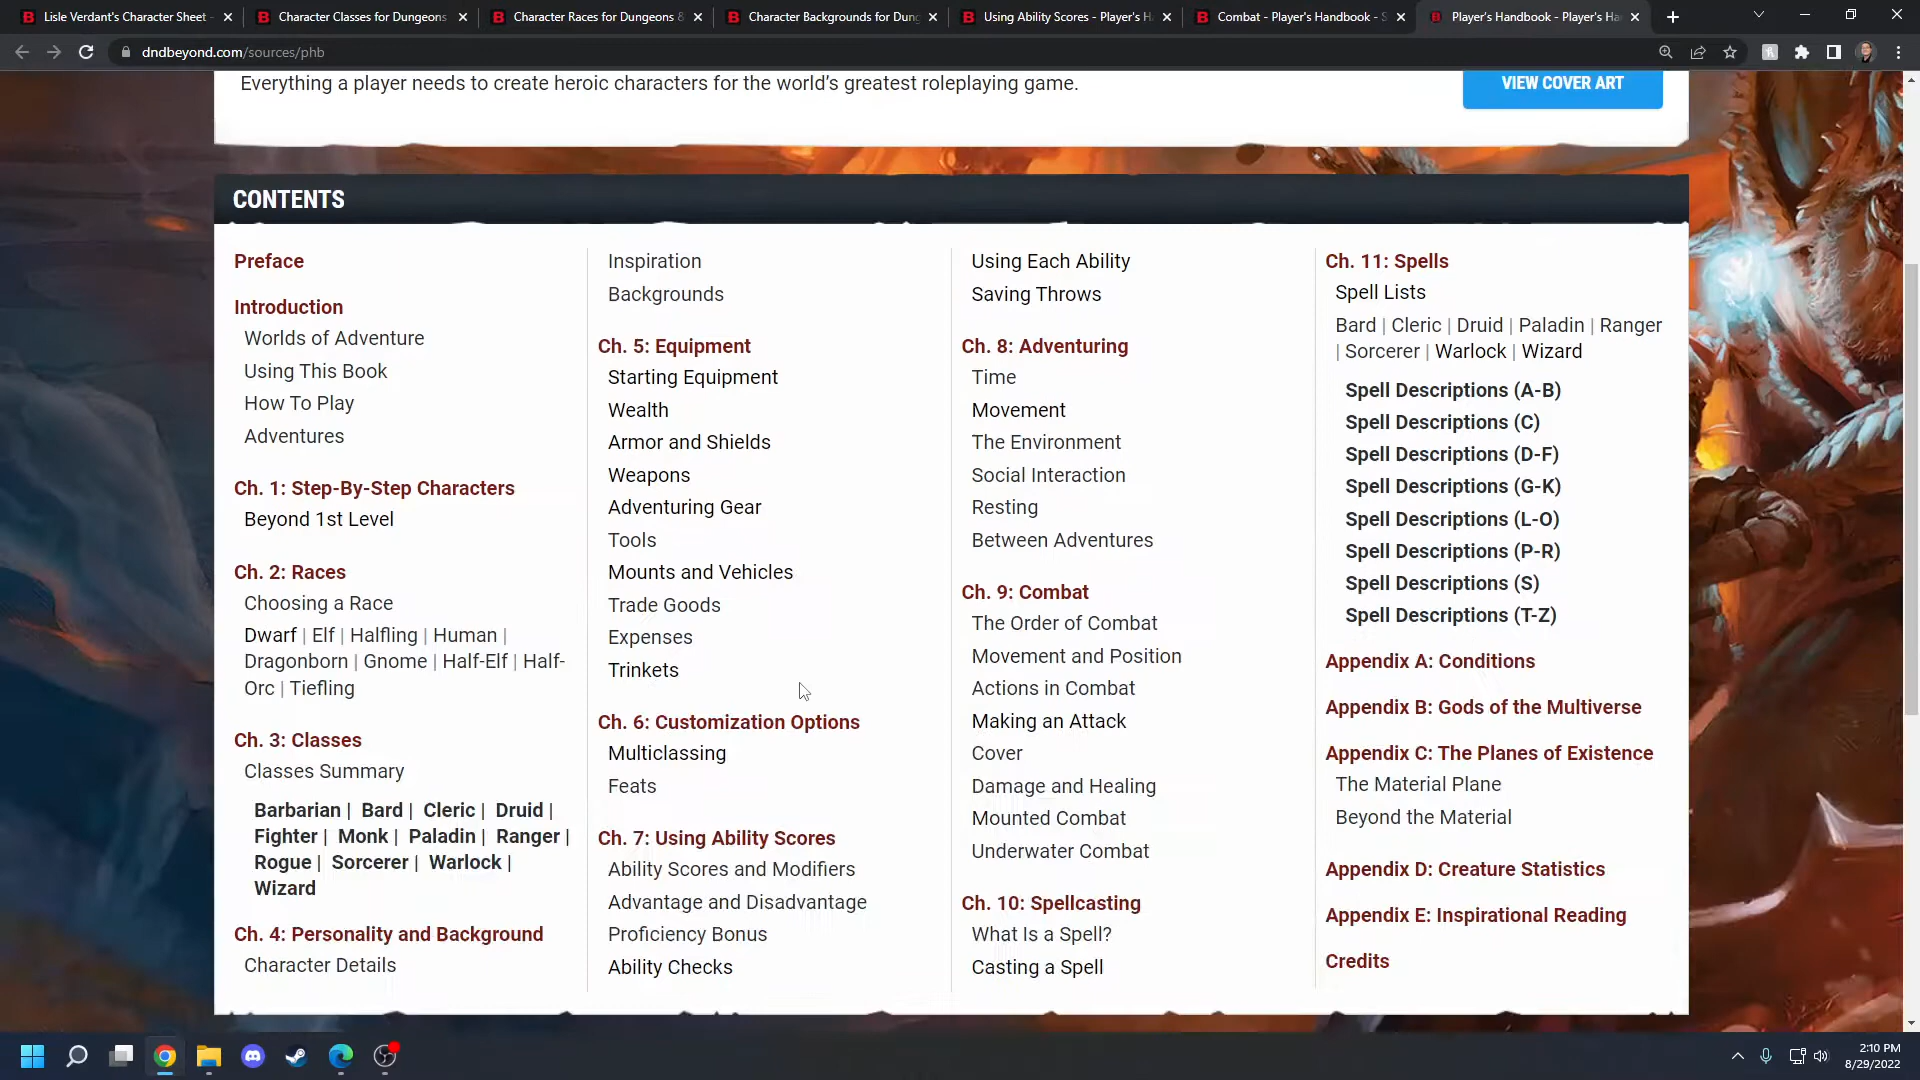 Lisle Verdant's Character Sheet -
Character Classes for Dungeons
Character Races for Dungeons &
Character Backgrounds for Dung
Using Ability Scores - Player's H
Combat - Player's Handbook - S
Player's Handbook - Player's Ha
dndbeyond.com/sources/phb
Everything a player needs to create heroic characters for the world's greatest roleplaying game.
VIEW COVER ART
CONTENTS
Preface
Introduction
Worlds of Adventure
Using This Book
How To Play
Adventures
Ch. 1: Step-By-Step Characters
Beyond 1st Level
Ch. 2: Races
Choosing a Race
Dwarf | Elf | Halfling | Human |
Dragonborn | Gnome | Half-Elf | Half-
Orc | Tiefling
Ch. 3: Classes
Classes Summary
Barbarian | Bard | Cleric | Druid |
Fighter | Monk | Paladin | Ranger |
Rogue | Sorcerer | Warlock |
Wizard
Ch. 4: Personality and Background
Character Details
Inspiration
Backgrounds
Ch. 5: Equipment
Starting Equipment
Wealth
Armor and Shields
Weapons
Adventuring Gear
Tools
Mounts and Vehicles
Trade Goods
Expenses
Trinkets
Ch. 6: Customization Options
Multiclassing
Feats
Ch. 7: Using Ability Scores
Ability Scores and Modifiers
Advantage and Disadvantage
Proficiency Bonus
Ability Checks
Using Each Ability
Saving Throws
Ch. 8: Adventuring
Time
Movement
The Environment
Social Interaction
Resting
Between Adventures
Ch. 9: Combat
The Order of Combat
Movement and Position
Actions in Combat
Making an Attack
Cover
Damage and Healing
Mounted Combat
Underwater Combat
Ch. 10: Spellcasting
What Is a Spell?
Casting a Spell
Ch. 11: Spells
Spell Lists
Bard | Cleric | Druid | Paladin | Ranger
| Sorcerer | Warlock | Wizard
Spell Descriptions (A-B)
Spell Descriptions (C)
Spell Descriptions (D-F)
Spell Descriptions (G-K)
Spell Descriptions (L-O)
Spell Descriptions (P-R)
Spell Descriptions (S)
Spell Descriptions (T-Z)
Appendix A: Conditions
Appendix B: Gods of the Multiverse
Appendix C: The Planes of Existence
The Material Plane
Beyond the Material
Appendix D: Creature Statistics
Appendix E: Inspirational Reading
Credits
2:10 PM
8/29/2022